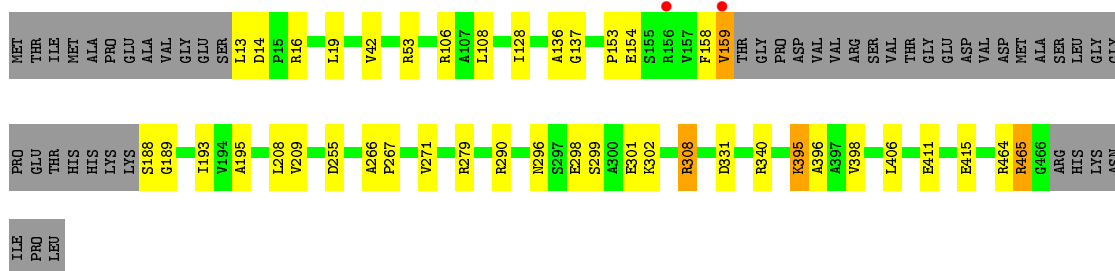 MET THR ILE MET ALA PRO GLU ALA VAL GLY GLU SER L13 D14 P15 R16 L19 V42 R53 R106 A107 L108 I128 A136 G137 P153 E154 S155 R156 V157 F158 V159 THR GLY PRO ASP VAL VAL ARG SER VAL THR GLY GLU ASP VAL ASP MET ALA SER LEU GLY GLY
PRO GLU THR HIS HIS LYS LYS S188 G189 I193 V194 A195 L208 V209 D255 A266 P267 V271 R279 R290 N296 S297 E298 S299 A300 E301 K302 R308 D331 R340 K395 A396 A397 V398 L406 E411 E415 R464 R465 G466 ARG HIS LYS ASN
ILE PRO LEU